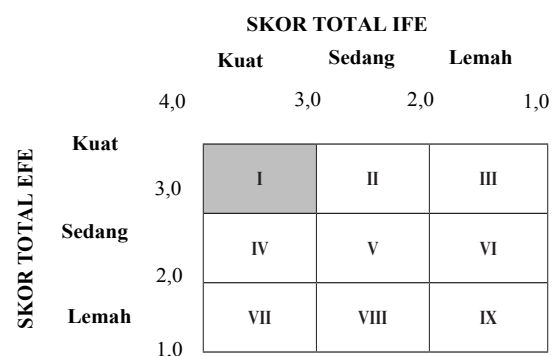 SKOR TOTAL IFE
Kuat Sedang Lemah
4,0 3,0 2,0 1,0
SKOR TOTAL EFE
Kuat
I II III
3,0
Sedang
IV V VI
2,0
Lemah
VII VIII IX
1,0